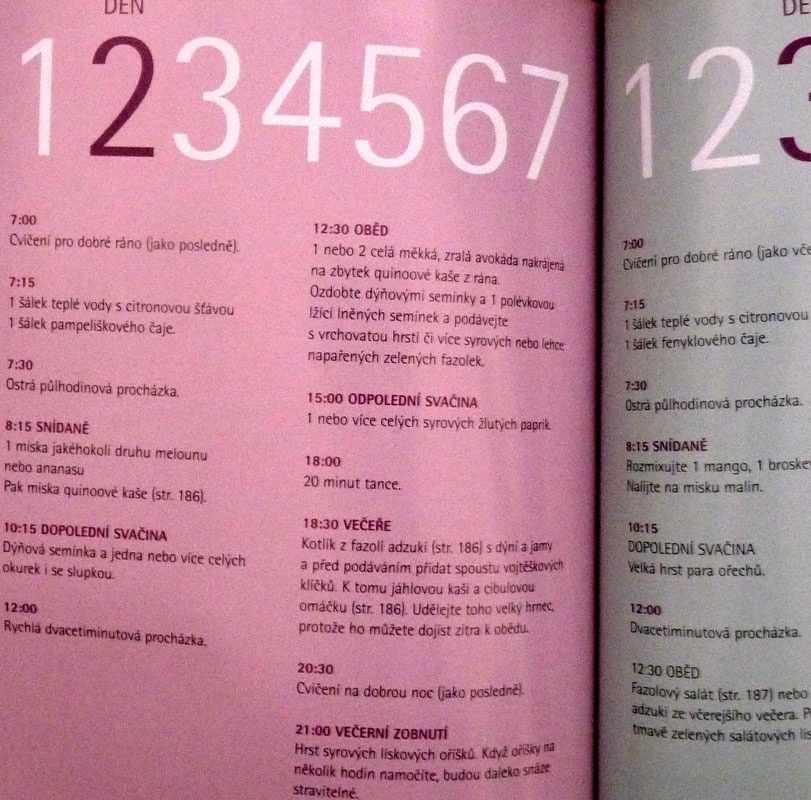 DEN
1 2 3 4 5 6 7
7:00
Cvičení pro dobré ráno (jako posledně).
7:15
1 šálek teplé vody s citronovou šťávou
1 šálek pampeliškového čaje.
7:30
Ostrá půlhodinová procházka.
8:15 SNÍDANĚ
1 miska jakéhokoli druhu melounu
nebo ananasu
Pak miska quinoové kaše (str. 186).
10:15 DOPOLEDNÍ SVAČINA
Dýňová semínka a jedna nebo více celých
okurek i se slupkou.
12:00
Rychlá dvacetiminutová procházka.
12:30 OBĚD
1 nebo 2 celá měkká, zralá avokáda nakrájená
na zbytek quinoové kaše z rána.
Ozdobte dýňovými semínky a 1 polévkovou
lžící lněných semínek a podávejte
s vrchovatou hrstí či více syrových nebo lehce
napařených zelených fazolek.
15:00 ODPOLEDNÍ SVAČINA
1 nebo více celých syrových žlutých paprik.
18:00
20 minut tance.
18:30 VEČEŘE
Kotlík z fazolí adzuki (str. 186) s dýní a jamy
a před podáváním přidat spoustu vojtěškových
klíčků. K tomu jáhlovou kaši a cibulovou
omáčku (str. 186). Udělejte toho velký hrnec,
protože ho můžete dojíst zítra k obědu.
20:30
Cvičení na dobrou noc (jako posledně).
21:00 VEČERNÍ ZOBNUTÍ
Hrst syrových lískových oříšků. Když oříšky na
několik hodin namočíte, budou daleko snáze
stravitelné.
DE
1 2 3
7:00
Cvičení pro dobré ráno (jako vče
7:15
1 šálek teplé vody s citronovou
1 šálek fenyklového čaje.
7:30
Ostrá půlhodinová procházka.
8:15 SNÍDANĚ
Rozmixujte 1 mango, 1 broskev
Nalijte na misku malin.
10:15
DOPOLEDNÍ SVAČINA
Velká hrst para ořechů.
12:00
Dvacetiminutová procházka.
12:30 OBĚD
Fazolový salát (str. 187) nebo
adzuki ze včerejšího večera. P
tmavě zelených salátových lis